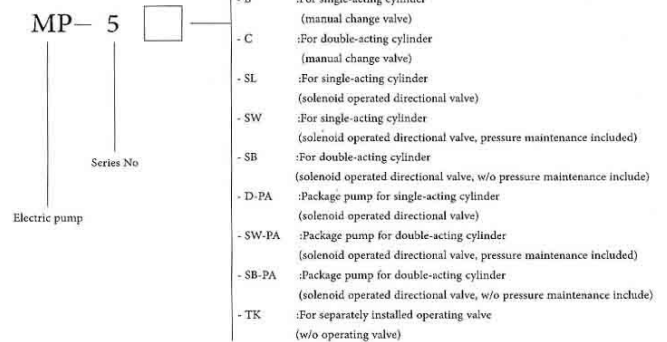 MP- 5
(manual change valve)
- C :For double-acting cylinder
(manual change valve)
- SL :For single-acting cylinder
(solenoid operated directional valve)
- SW :For single-acting cylinder
(solenoid operated directional valve, pressure maintenance included)
- SB :For double-acting cylinder
(solenoid operated directional valve, w/o pressure maintenance include)
- D-PA :Package pump for single-acting cylinder
(solenoid operated directional valve)
- SW-PA :Package pump for double-acting cylinder
(solenoid operated directional valve, pressure maintenance included)
- SB-PA :Package pump for double-acting cylinder
(solenoid operated directional valve, w/o pressure maintenance include)
- TK :For separately installed operating valve
(w/o operating valve)
Series No
Electric pump